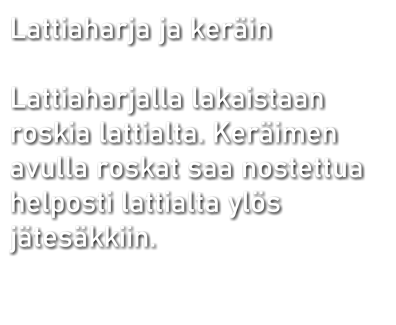 Lattiaharja ja keräin
Lattiaharjalla lakaistaan
roskia lattialta. Keräimen
avulla roskat saa nostettua
helposti lattialta ylös
jätesäkkiin.